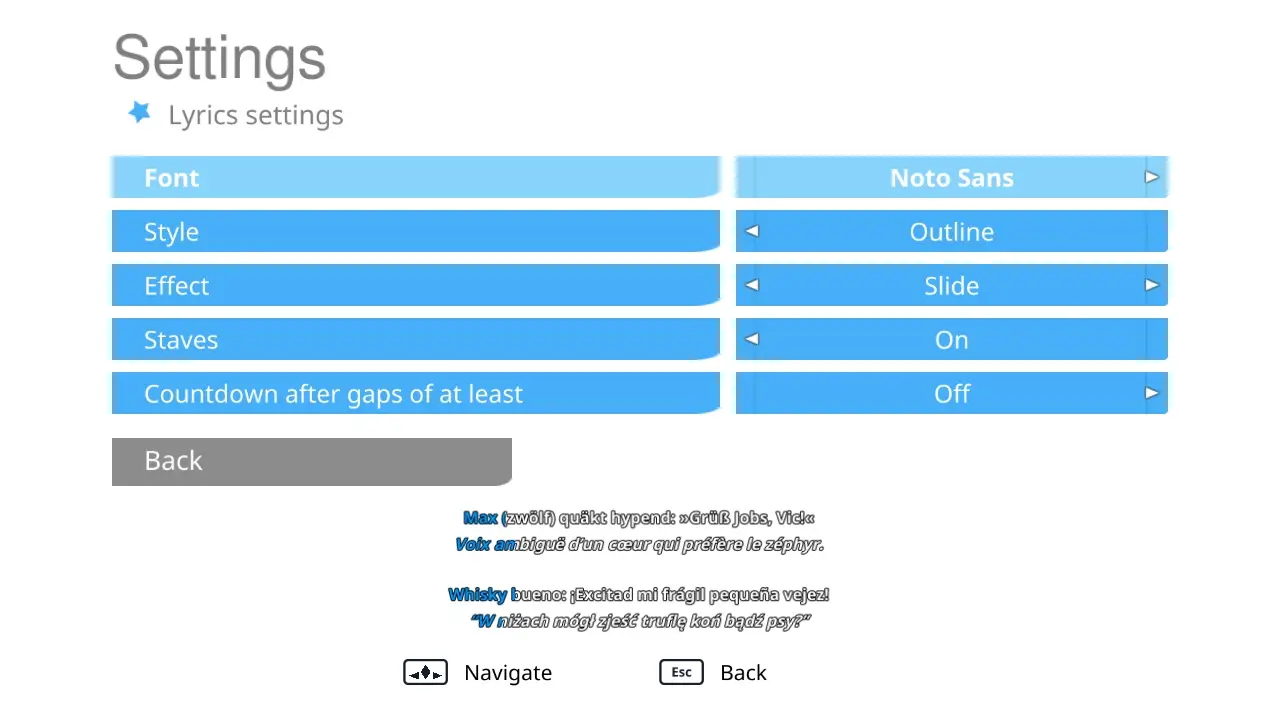 Settings
Lyrics settings
Font Noto Sans
Style Outline
Effect Slide
Staves On
Countdown after gaps of at least Off
Back
Max (zwölf) quäkt hypend: »Grüß Jobs, Vic!«
Voix ambiguë d’un cœur qui préfère le zéphyr.
Whisky bueno: ¡Excitad mi frágil pequeña vejez!
“W niżach mógł zjeść truflę koń bądź psy?”
Navigate Esc Back